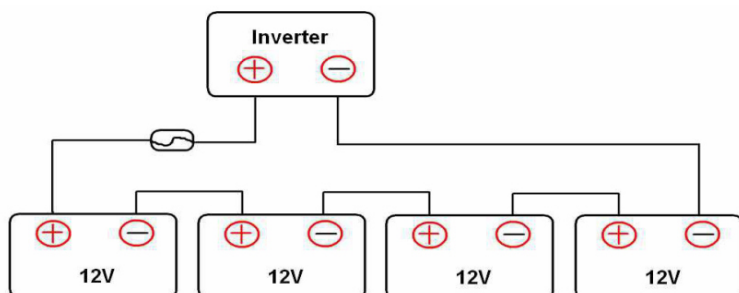 Inverter
+ −
+ − + − + − + −
12V 12V 12V 12V